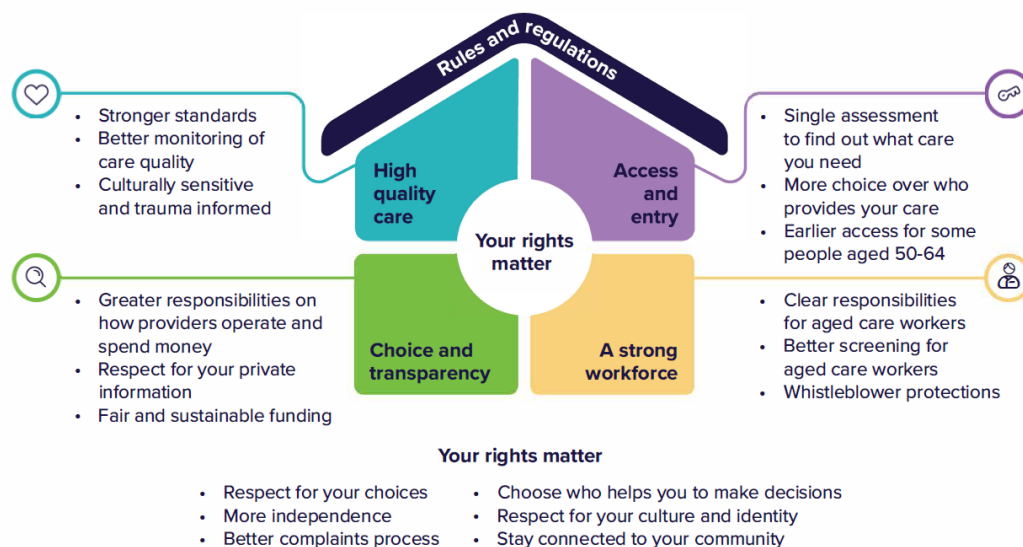 Rules and regulations
• Stronger standards
• Better monitoring of
care quality
• Culturally sensitive
and trauma informed
High
quality
care
Access
and
entry
• Single assessment
to find out what care
you need
• More choice over who
provides your care
• Earlier access for some
people aged 50-64
Your rights
matter
• Greater responsibilities on
how providers operate and
spend money
• Respect for your private
information
• Fair and sustainable funding
Choice and
transparency
A strong
workforce
• Clear responsibilities
for aged care workers
• Better screening for
aged care workers
• Whistleblower protections
Your rights matter
• Respect for your choices
• More independence
• Better complaints process
• Choose who helps you to make decisions
• Respect for your culture and identity
• Stay connected to your community